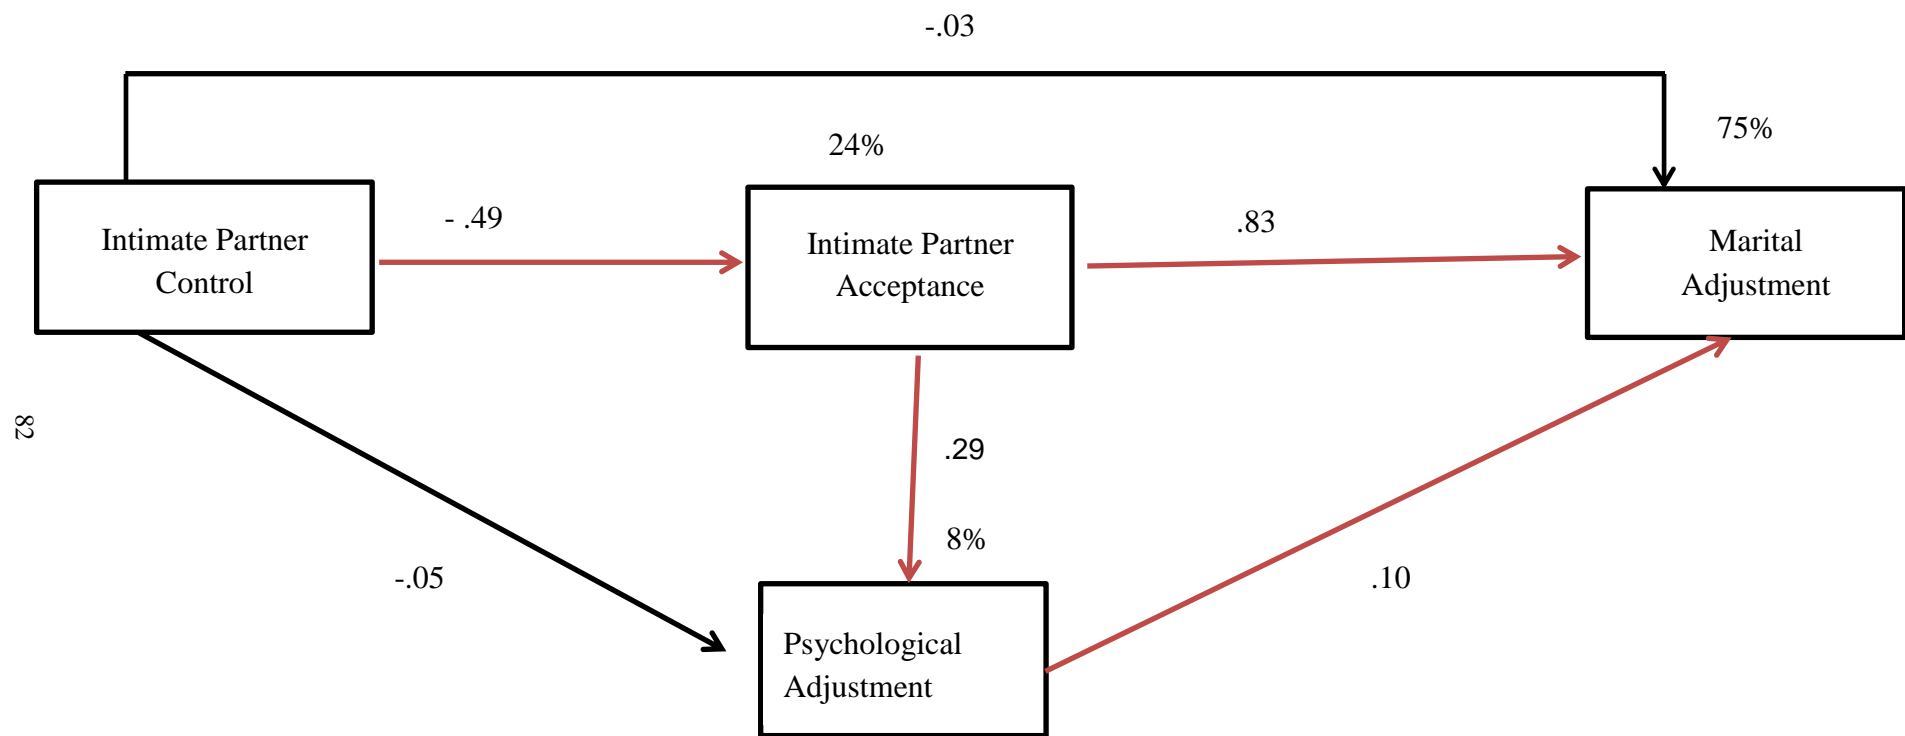 -.03
75%
24%
- .49
.83
Intimate Partner
Control
Intimate Partner
Acceptance
Marital
Adjustment
82
.29
8%
-.05
.10
Psychological
Adjustment